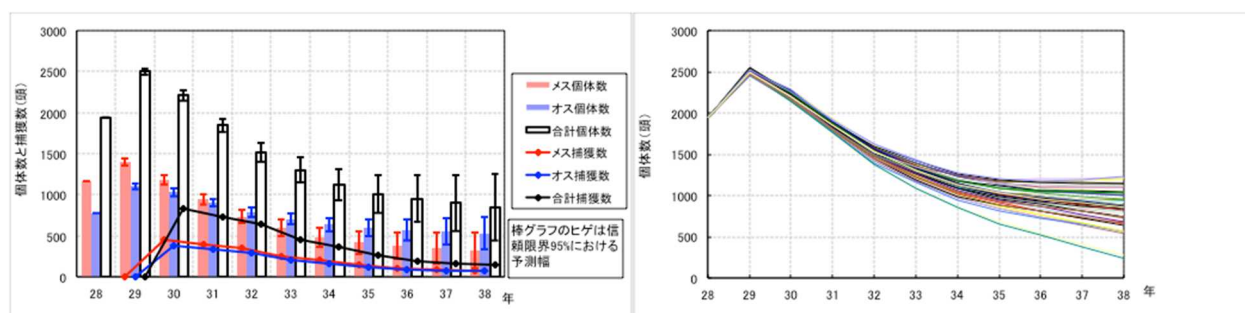 個体数と捕獲数(頭)
3000
2500
2000
1500
1000
500
0
28 29 30 31 32 33 34 35 36 37 38 年
メス個体数
オス個体数
合計個体数
メス捕獲数
オス捕獲数
合計捕獲数
棒グラフのヒゲは信
頼限界95%における
予測幅
個体数(頭)
3000
2500
2000
1500
1000
500
0
28 29 30 31 32 33 34 35 36 37 38 年